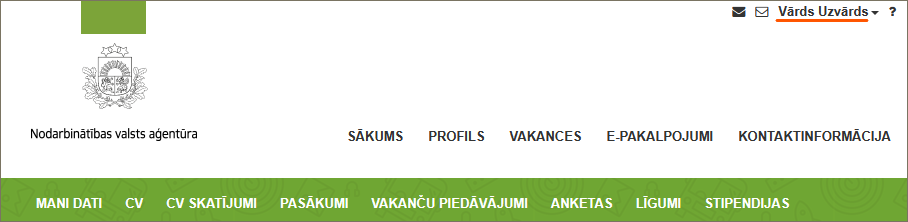 Vārds Uzvārds ?
Nodarbinātības valsts aģentūra
SĀKUMS PROFILS VAKANCES E-PAKALPOJUMI KONTAKTINFORMĀCIJA
MANI DATI CV CV SKATĪJUMI PASĀKUMI VAKANČU PIEDĀVĀJUMI ANKETAS LĪGUMI STIPENDIJAS